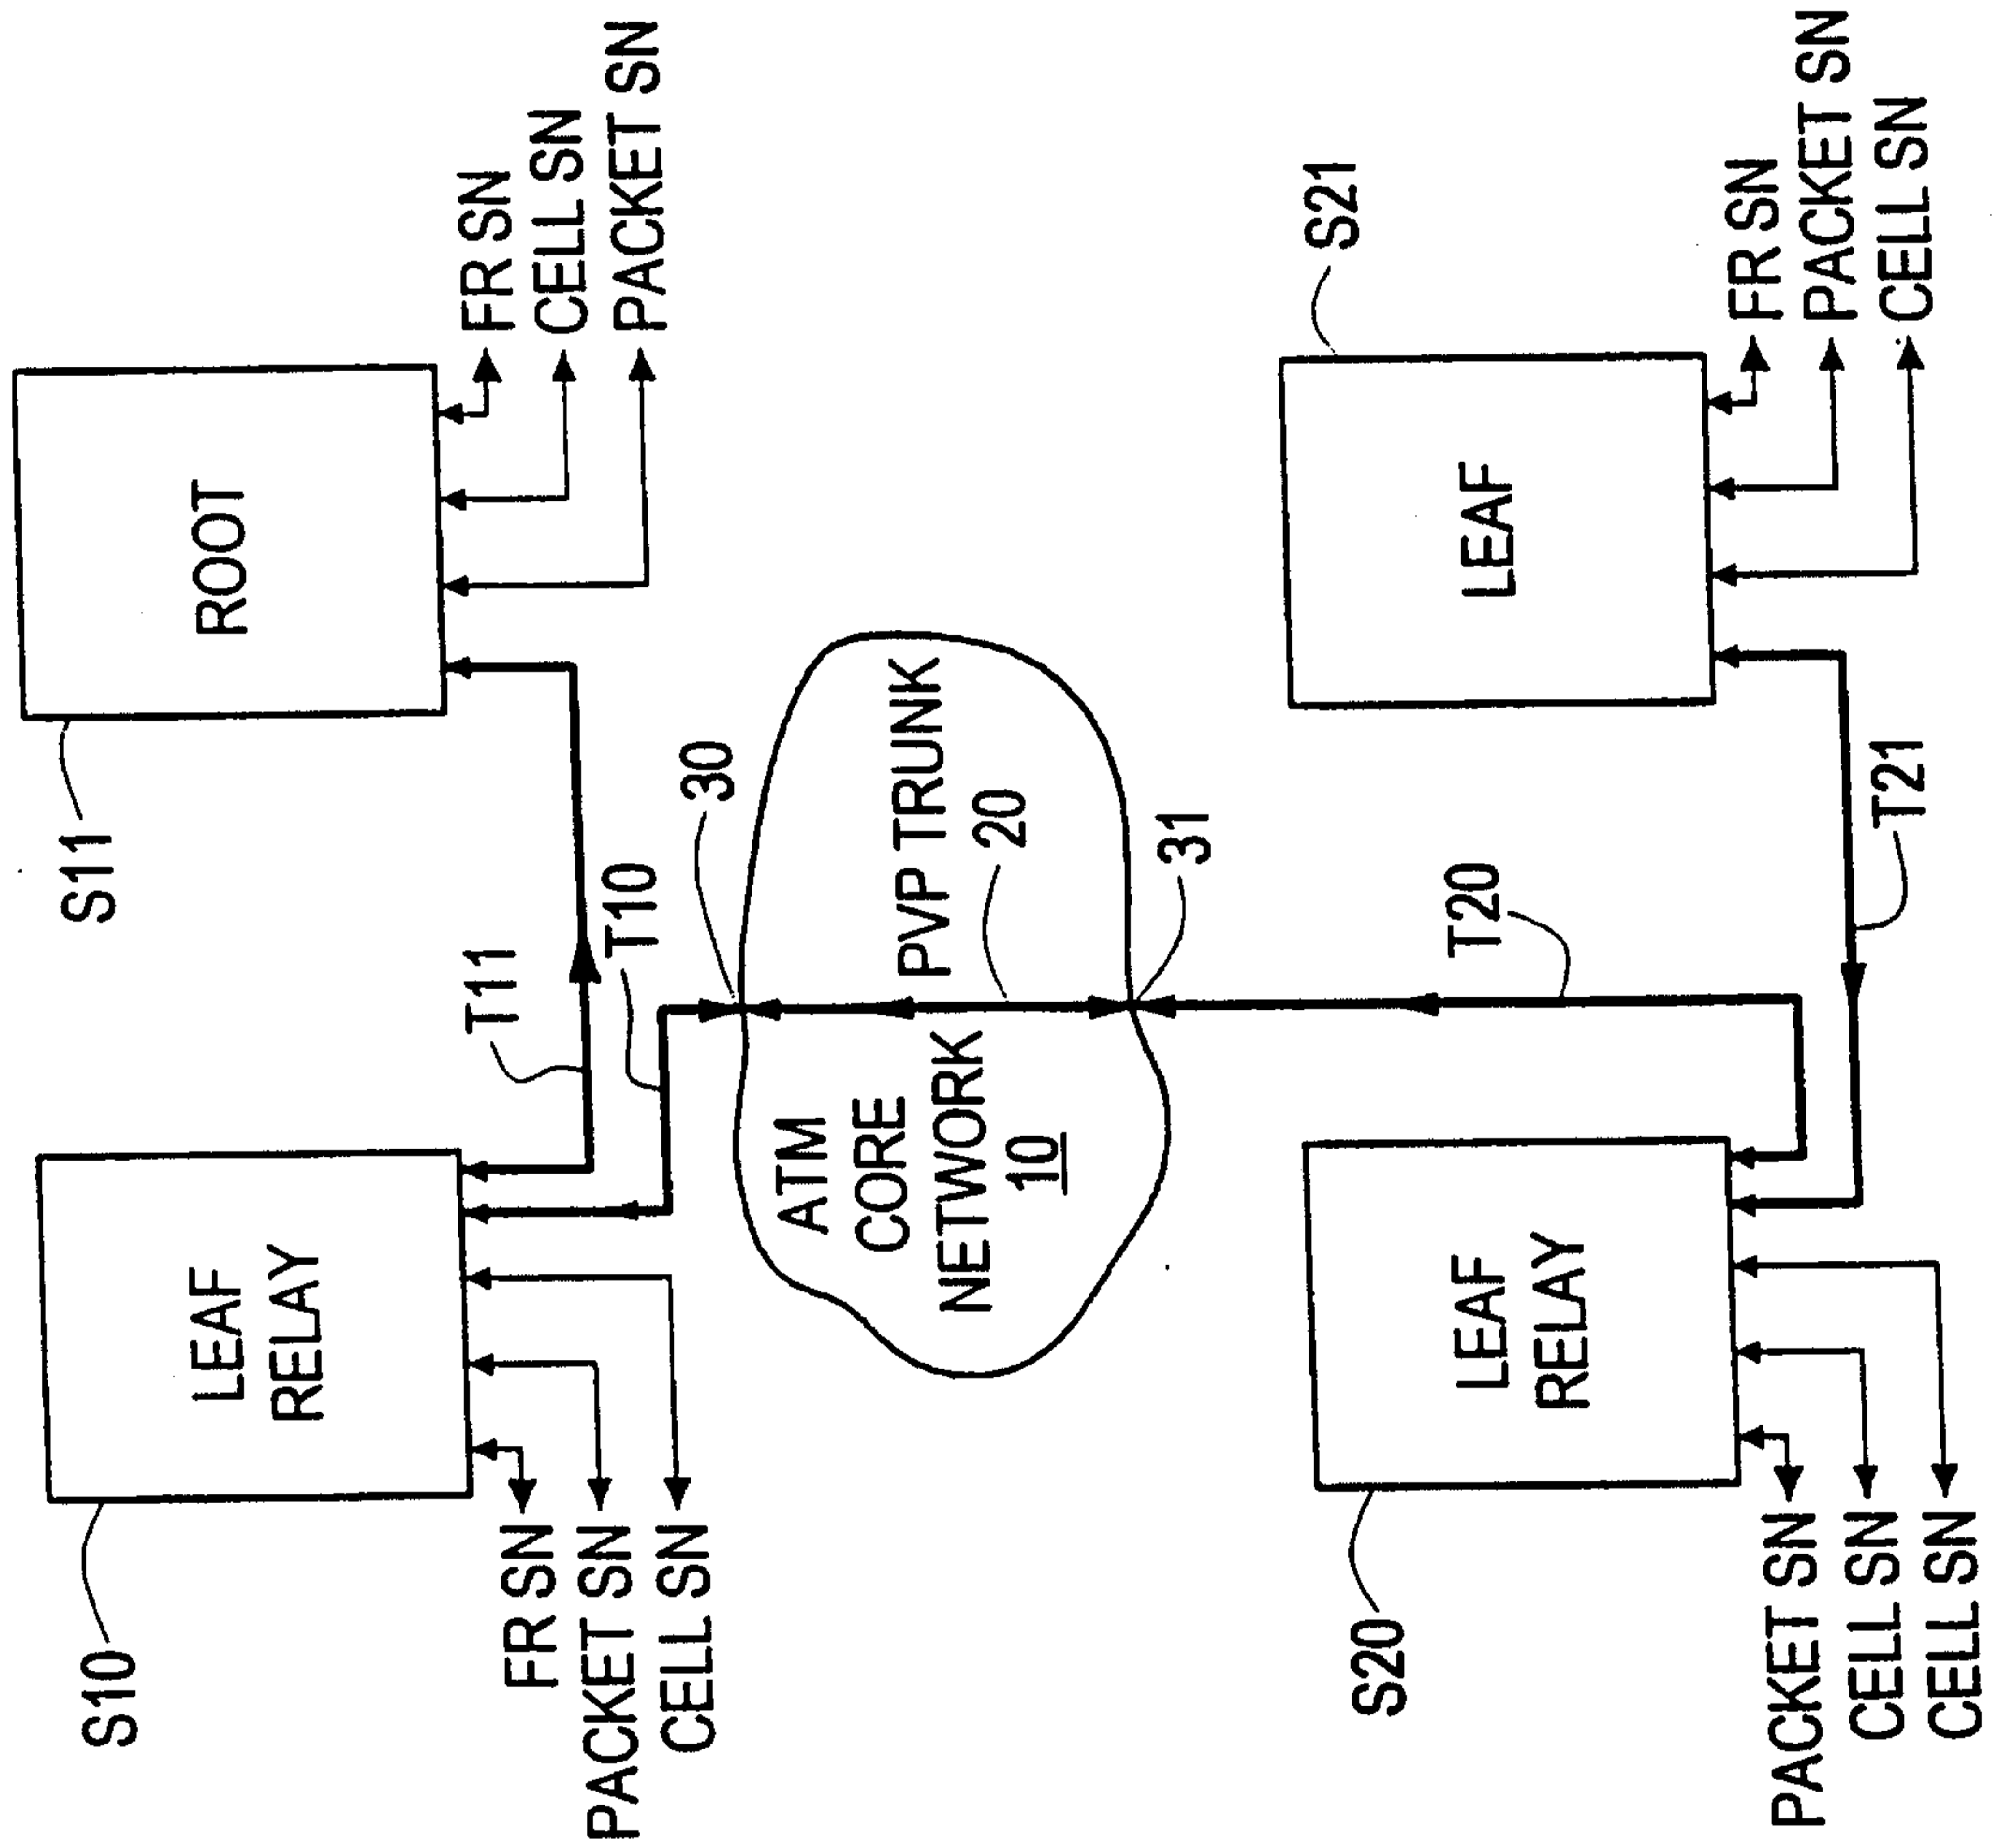 S10
LEAF
RELAY
FR SN
PACKET SN
CELL SN
S11
ROOT
FR SN
CELL SN
PACKET SN
T11
T10
30
ATM
CORE
NETWORK
10
PVP TRUNK
20
31
T20
T21
S20
LEAF
RELAY
PACKET SN
CELL SN
CELL SN
S21
LEAF
FR SN
PACKET SN
CELL SN